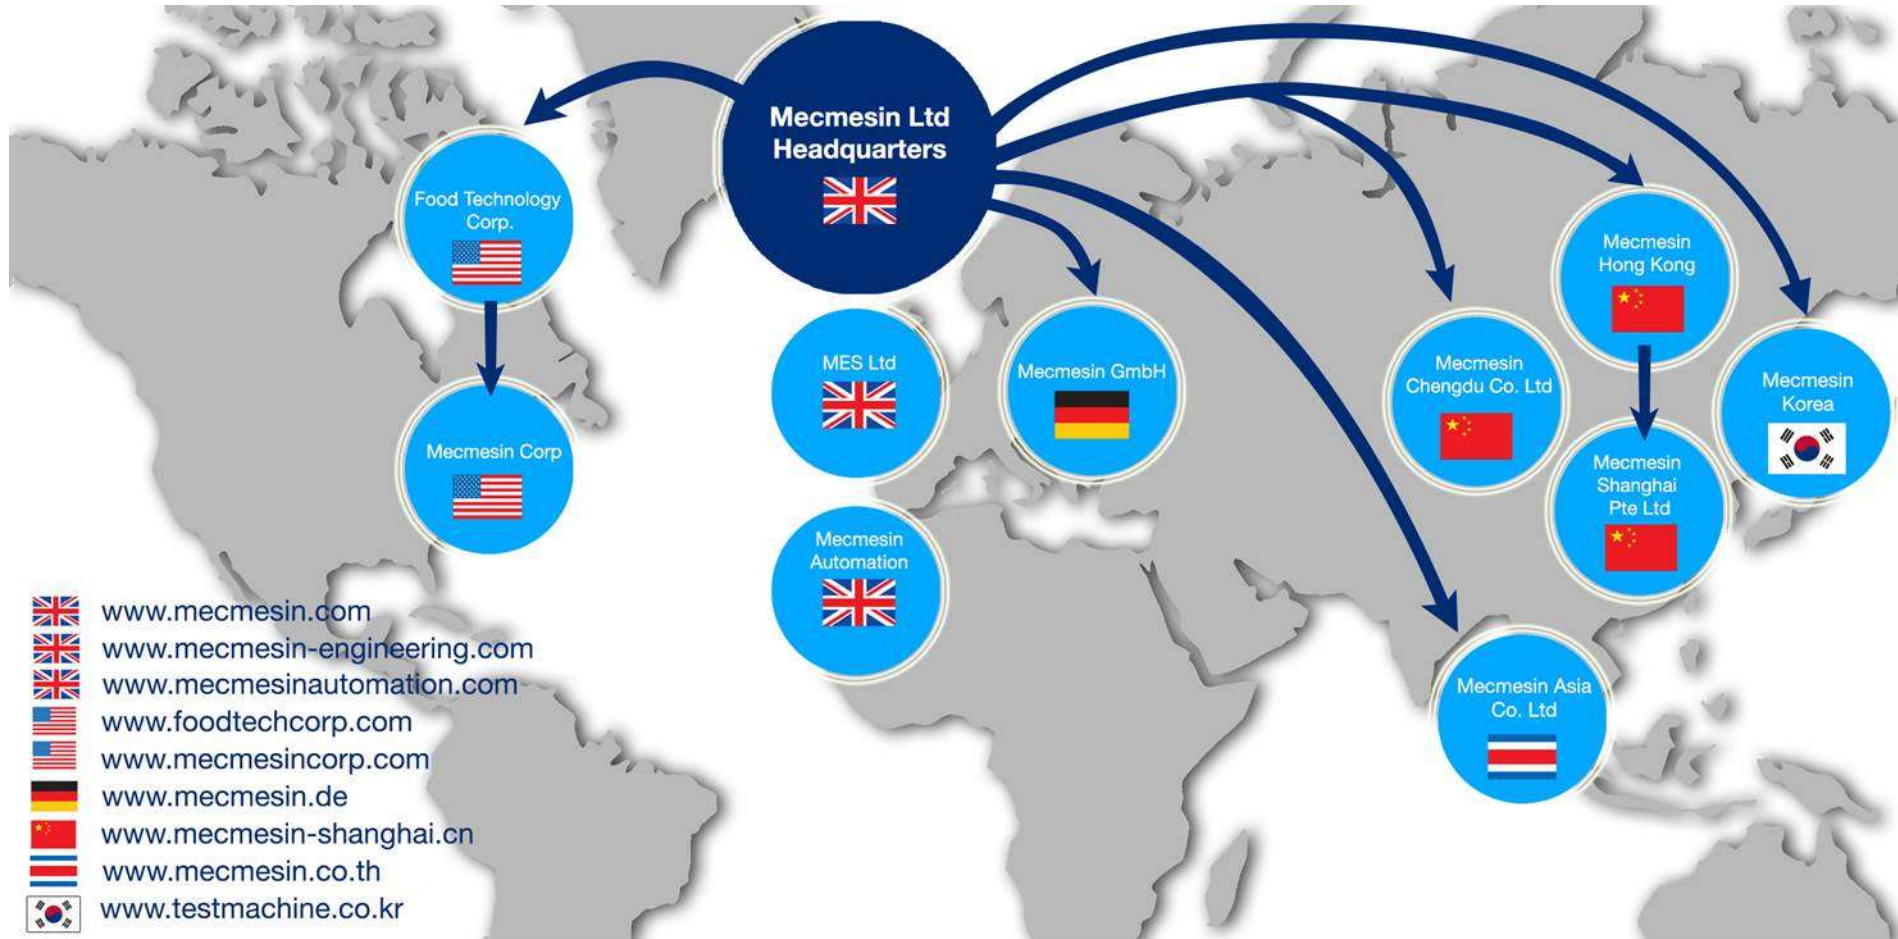 Mecmesin Ltd
Headquarters
Food Technology
Corp.
Mecmesin Corp
MES Ltd
Mecmesin
Automation
Mecmesin GmbH
Mecmesin
Chengdu Co. Ltd
Mecmesin
Hong Kong
Mecmesin
Shanghai
Pte Ltd
Mecmesin
Korea
Mecmesin Asia
Co. Ltd
www.mecmesin.com
www.mecmesin-engineering.com
www.mecmesinautomation.com
www.foodtechcorp.com
www.mecmesincorp.com
www.mecmesin.de
www.mecmesin-shanghai.cn
www.mecmesin.co.th
www.testmachine.co.kr